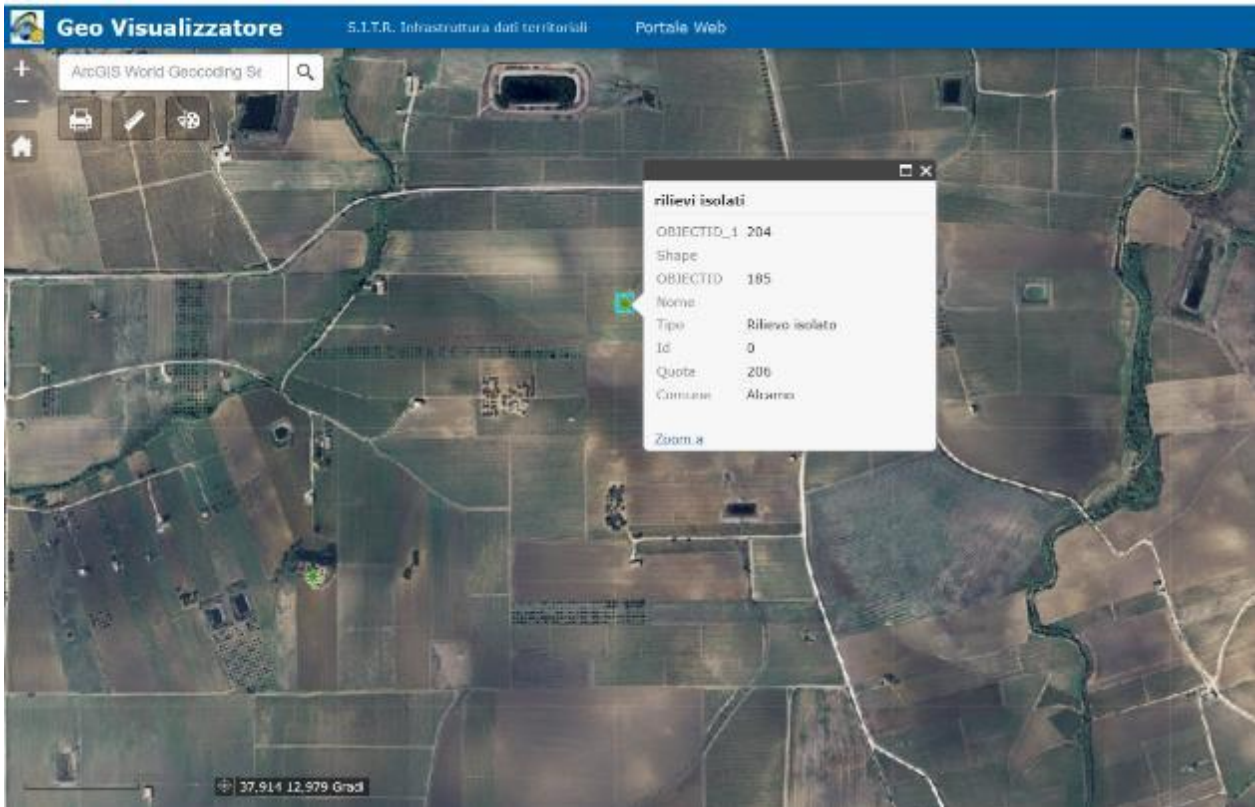 Geo Visualizzatore
S.I.T.R. Infrastruttura dati territoriali
Portale Web
+
ArcGIS World Geocoding Se
−
rilievi isolati
OBJECTID_1 204
Shape
OBJECTID 185
Nome
Tipo Rilievo isolato
Id 0
Quote 206
Comune Alcamo
Zoom a
37,914 12,979 Gradi